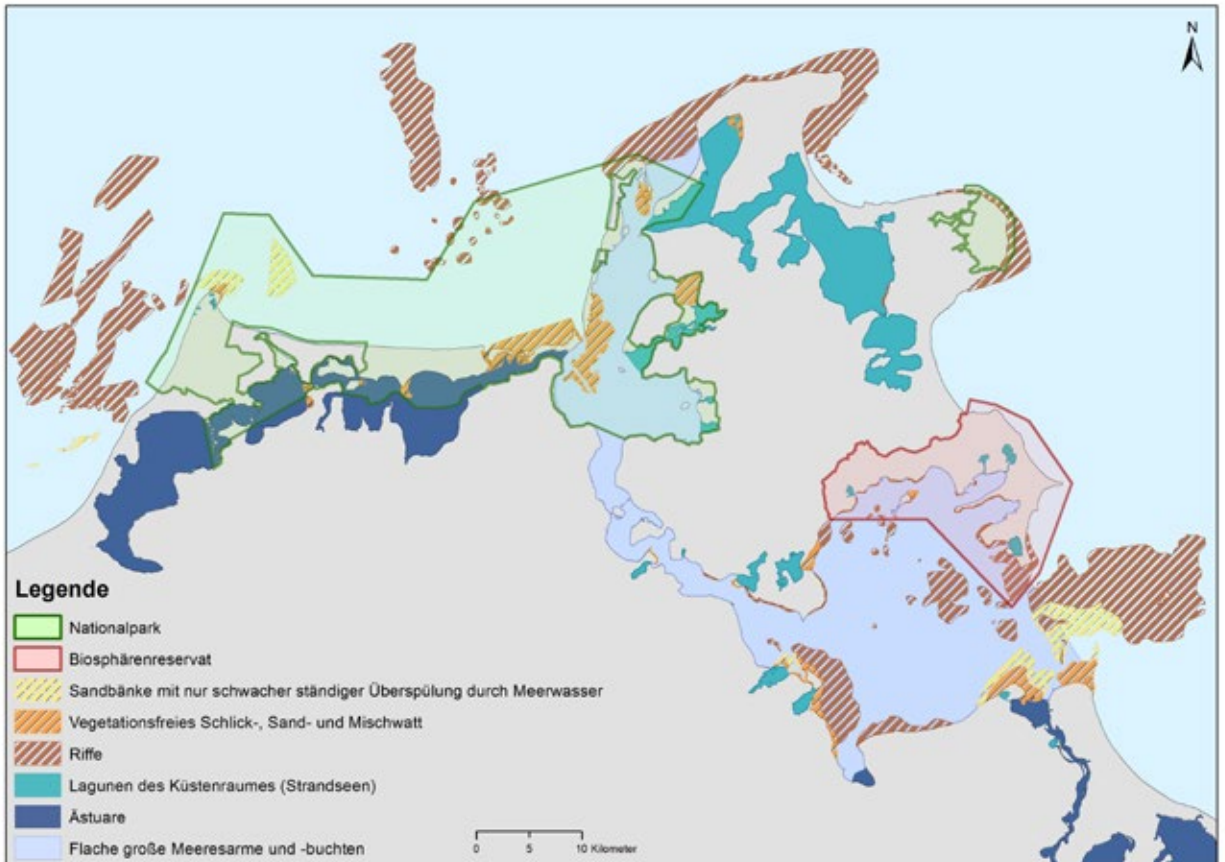 N
Legende
Nationalpark
Biosphärenreservat
Sandbänke mit nur schwacher ständiger Überspülung durch Meerwasser
Vegetationsfreies Schlick-, Sand- und Mischwatt
Riffe
Lagunen des Küstenraumes (Strandseen)
Ästuare
Flache große Meeresarme und -buchten
0 5 10 Kilometer